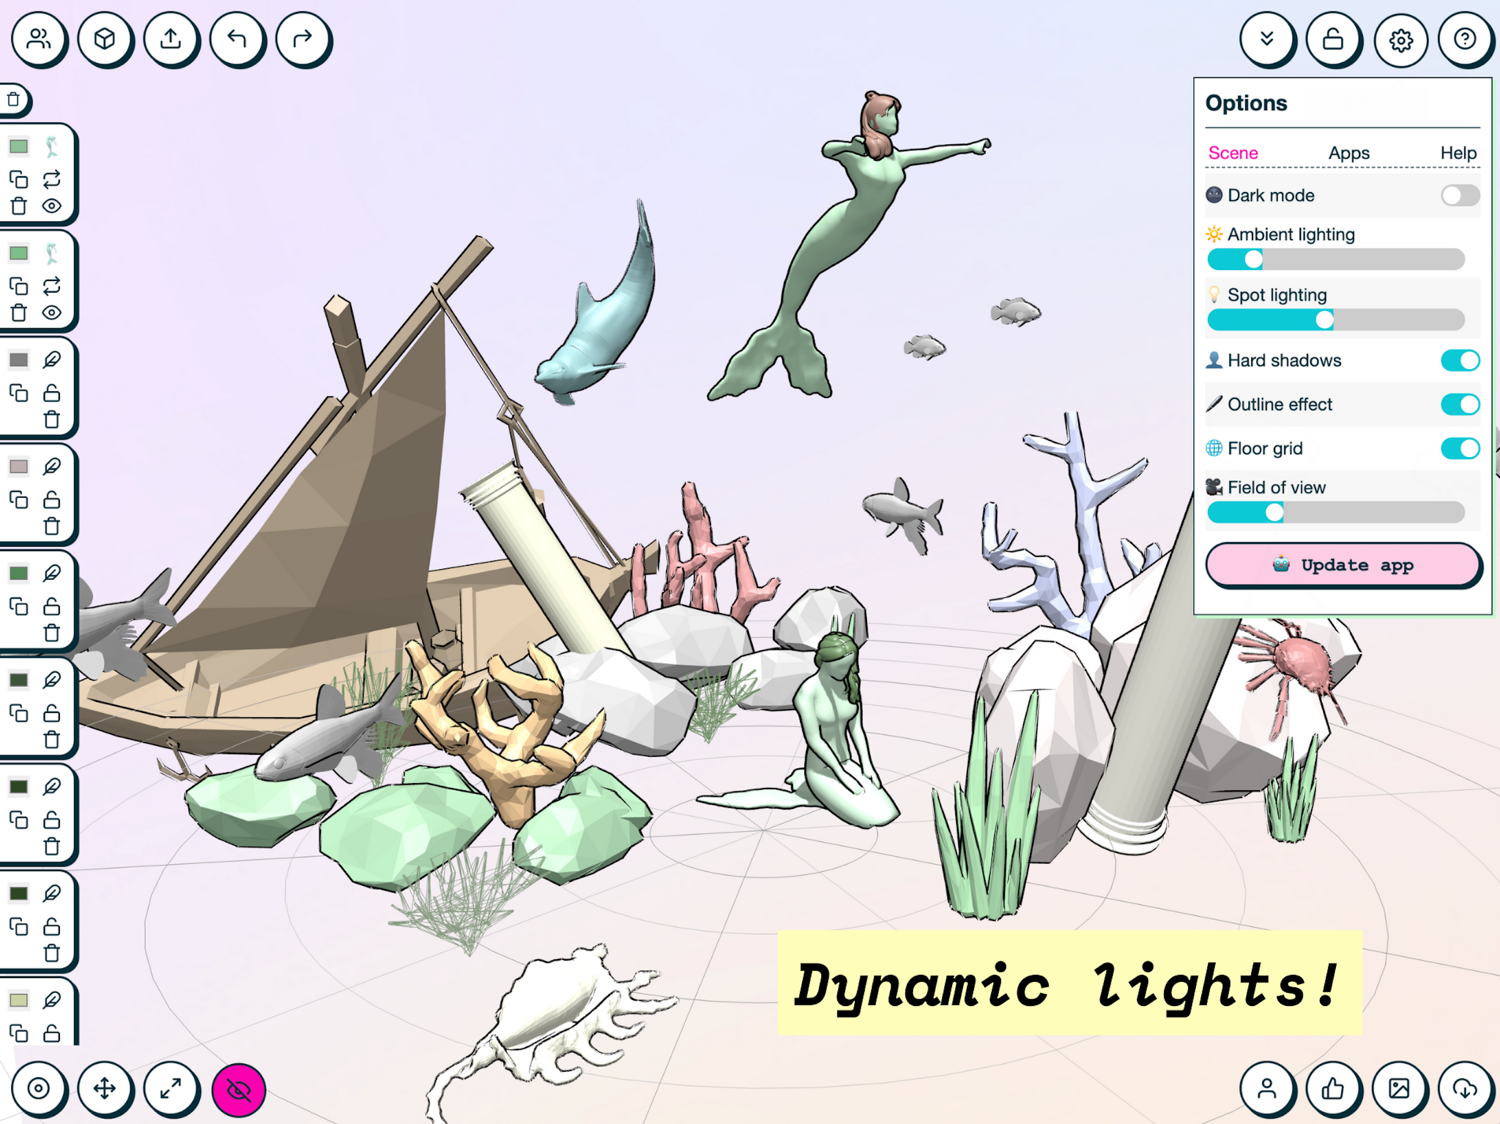 Options
Scene Apps Help
Dark mode
Ambient lighting
Spot lighting
Hard shadows
Outline effect
Floor grid
Field of view
Update app
Dynamic lights!